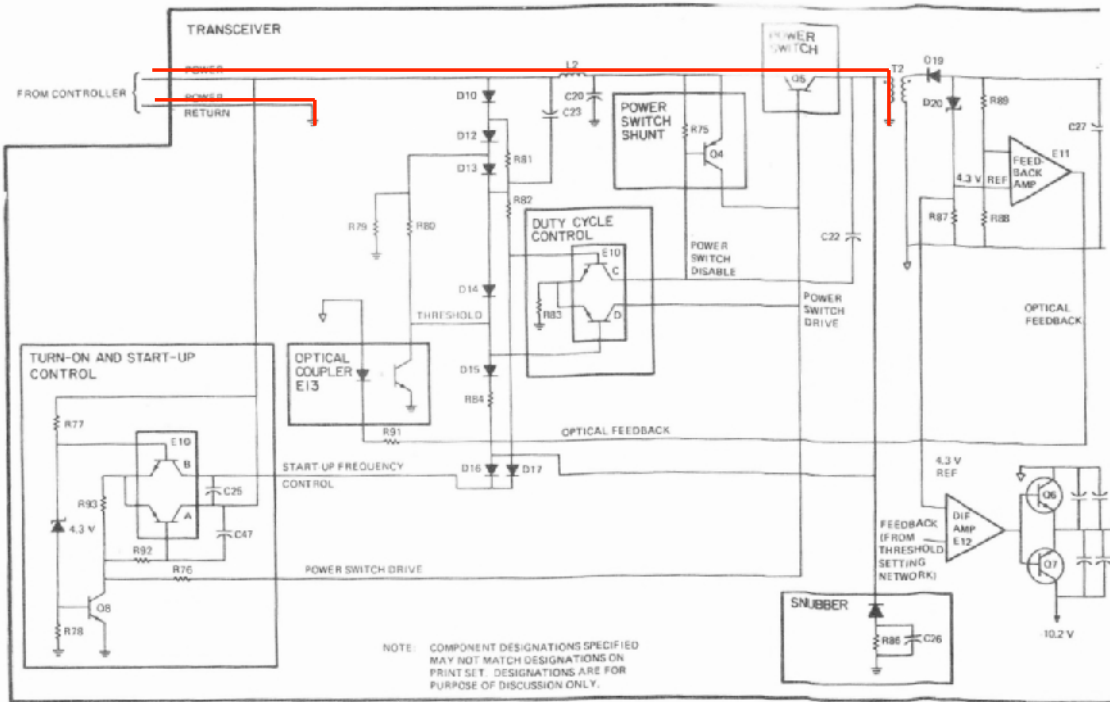 TRANSCEIVER
POWER
FROM CONTROLLER
POWER
RETURN
L2
POWER
SWITCH
Q5
T2
D19
D20
R89
C27
E11
FEED-
BACK
AMP
4.3 V REF
R87
R88
D10
C20
C23
D12
R81
D13
R82
R79
R80
POWER
SWITCH
SHUNT
R75
Q4
DUTY CYCLE
CONTROL
E10
C
D
R83
POWER
SWITCH
DISABLE
C22
POWER
SWITCH
DRIVE
OPTICAL
FEEDBACK
D14
THRESHOLD
OPTICAL
COUPLER
E13
D15
R84
R91
OPTICAL FEEDBACK
D16
D17
TURN-ON AND START-UP
CONTROL
R77
E10
B
A
C25
R93
4.3 V
C47
R92
R76
Q8
R78
START-UP FREQUENCY
CONTROL
POWER SWITCH DRIVE
4.3 V
REF
DIF
AMP
E12
FEEDBACK
(FROM
THRESHOLD
SETTING
NETWORK)
Q6
Q7
10.2 V
SNUBBER
R86
C26
NOTE: COMPONENT DESIGNATIONS SPECIFIED
MAY NOT MATCH DESIGNATIONS ON
PRINT SET. DESIGNATIONS ARE FOR
PURPOSE OF DISCUSSION ONLY.